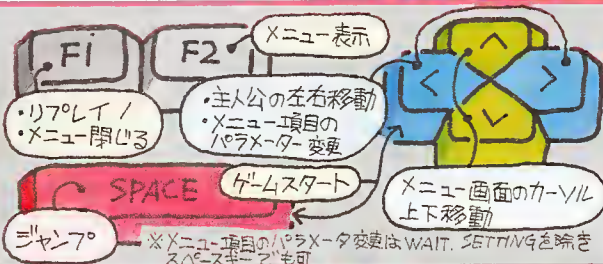 F1
F2
メニュー表示
・リプレイ/
・メニュー閉じる
・主人公の左右移動
・メニュー項目の
パラメーター変更
<
>
SPACE
ゲームスタート
ジャンプ
メニュー画面のカーソル
上下移動
※メニュー項目のパラメータ変更はWAIT, SETTINGを除き
スペースキーでも可